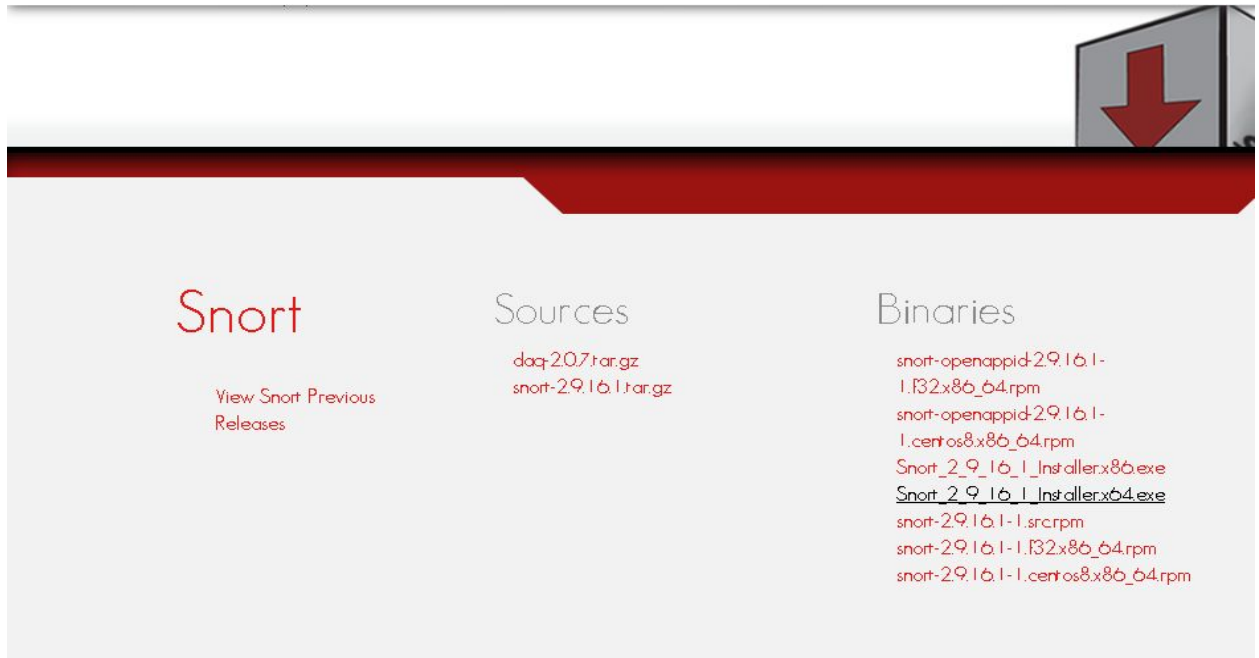 Snort
View Snort Previous
Releases
Sources
daq-2.0.7.tar.gz
snort-2.9.16.1.tar.gz
Binaries
snort-openappid-2.9.16.1-
1.f32.x86_64.rpm
snort-openappid-2.9.16.1-
1.centos8.x86_64.rpm
Snort_2_9_16_1_Installer.x86.exe
Snort_2_9_16_1_Installer.x64.exe
snort-2.9.16.1-1.src.rpm
snort-2.9.16.1-1.f32.x86_64.rpm
snort-2.9.16.1-1.centos8.x86_64.rpm